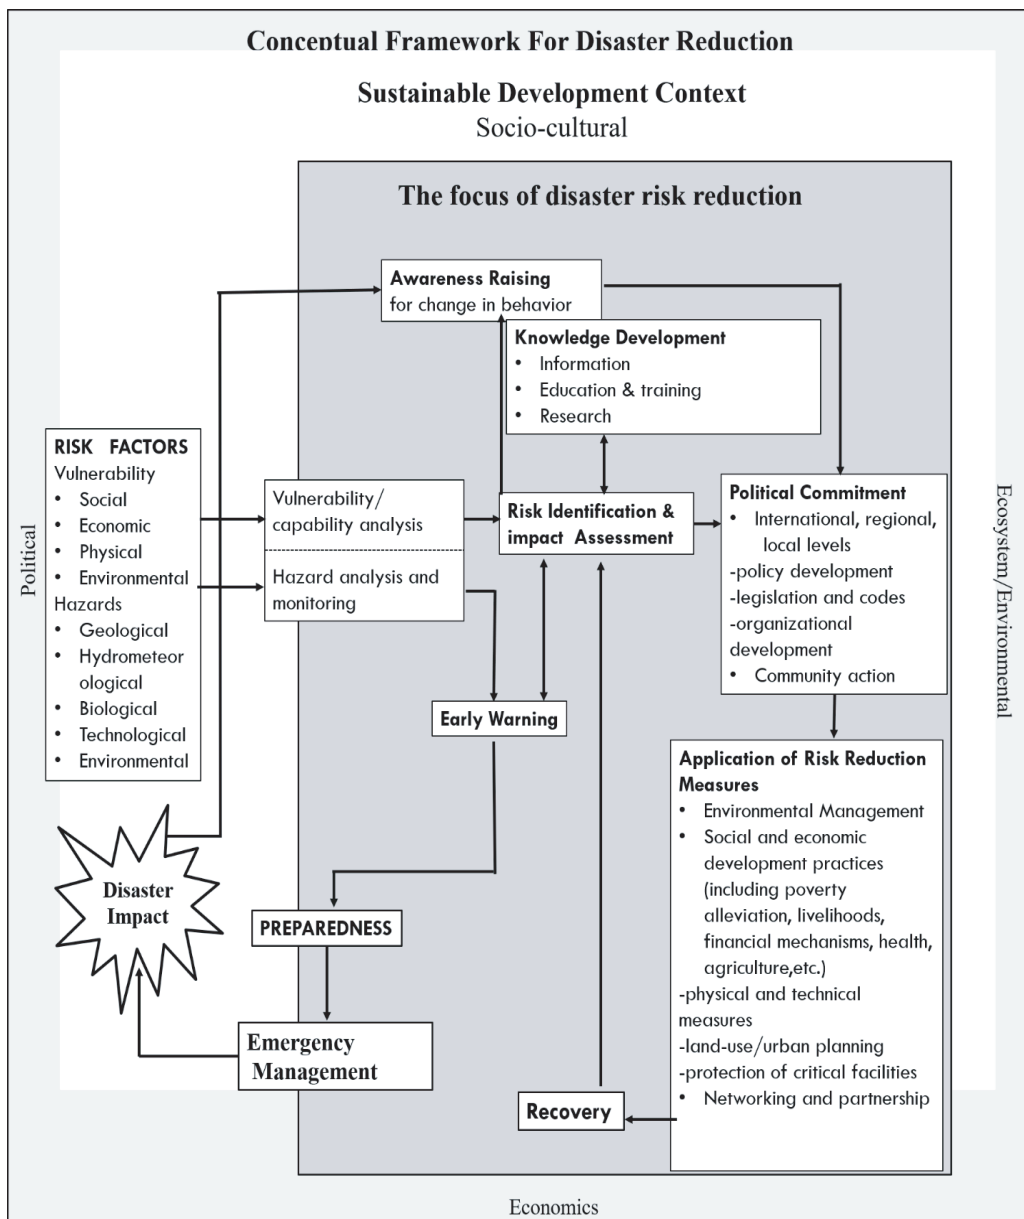 Conceptual Framework For Disaster Reduction
Sustainable Development Context
Socio-cultural
The focus of disaster risk reduction
Awareness Raising
for change in behavior
Knowledge Development
• Information
• Education & training
• Research
RISK FACTORS
Vulnerability
• Social
• Economic
• Physical
• Environmental
Hazards
• Geological
• Hydrometeor
ological
• Biological
• Technological
• Environmental
Political
Vulnerability/
capability analysis
Hazard analysis and
monitoring
Risk Identification &
impact Assessment
Political Commitment
• International, regional,
local levels
-policy development
-legislation and codes
-organizational
development
• Community action
Ecosystem/Environmental
Early Warning
Application of Risk Reduction
Measures
• Environmental Management
• Social and economic
development practices
(including poverty
alleviation, livelihoods,
financial mechanisms, health,
agriculture,etc.)
-physical and technical
measures
-land-use/urban planning
-protection of critical facilities
• Networking and partnership
Disaster
Impact
PREPAREDNESS
Emergency
Management
Recovery
Economics